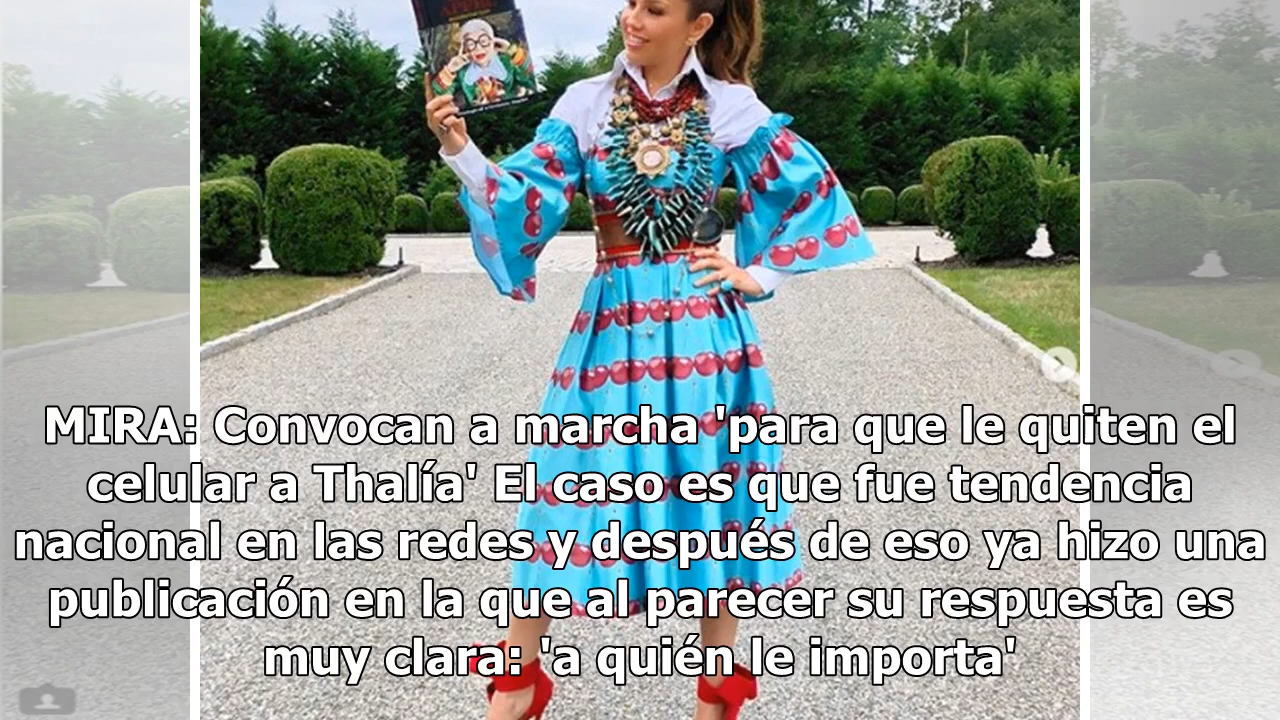 MIRA: Convocan a marcha 'para que le quiten el
celular a Thalía' El caso es que fue tendencia
nacional en las redes y después de eso ya hizo una
publicación en la que al parecer su respuesta es
muy clara: 'a quién le importa'